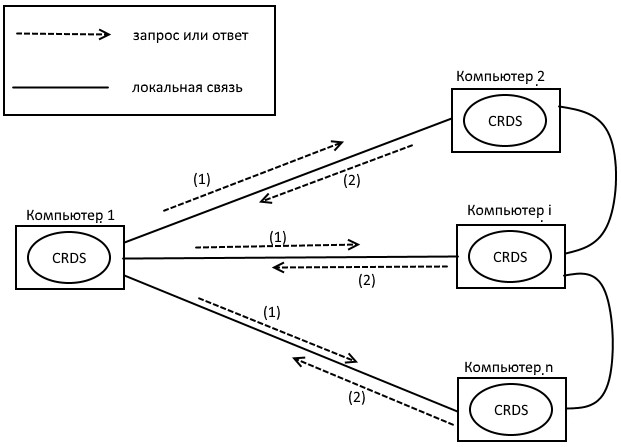 запрос или ответ
локальная связь
Компьютер 2
CRDS
(1)
(2)
Компьютер 1
CRDS
Компьютер i
CRDS
(1)
(2)
(1)
(2)
Компьютер n
CRDS